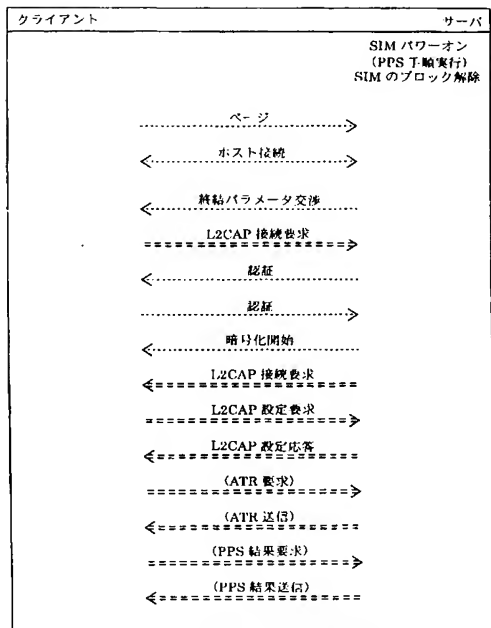 クライアント サーバ
SIM パワーオン
(PPS 手順実行)
SIM のブロック解除
ページ
ホスト接続
終結パラメータ交渉
L2CAP 接続要求
認証
認証
暗号化開始
L2CAP 接続要求
L2CAP 設定要求
L2CAP 設定応答
(ATR 要求)
(ATR 送信)
(PPS 結果要求)
(PPS 結果送信)